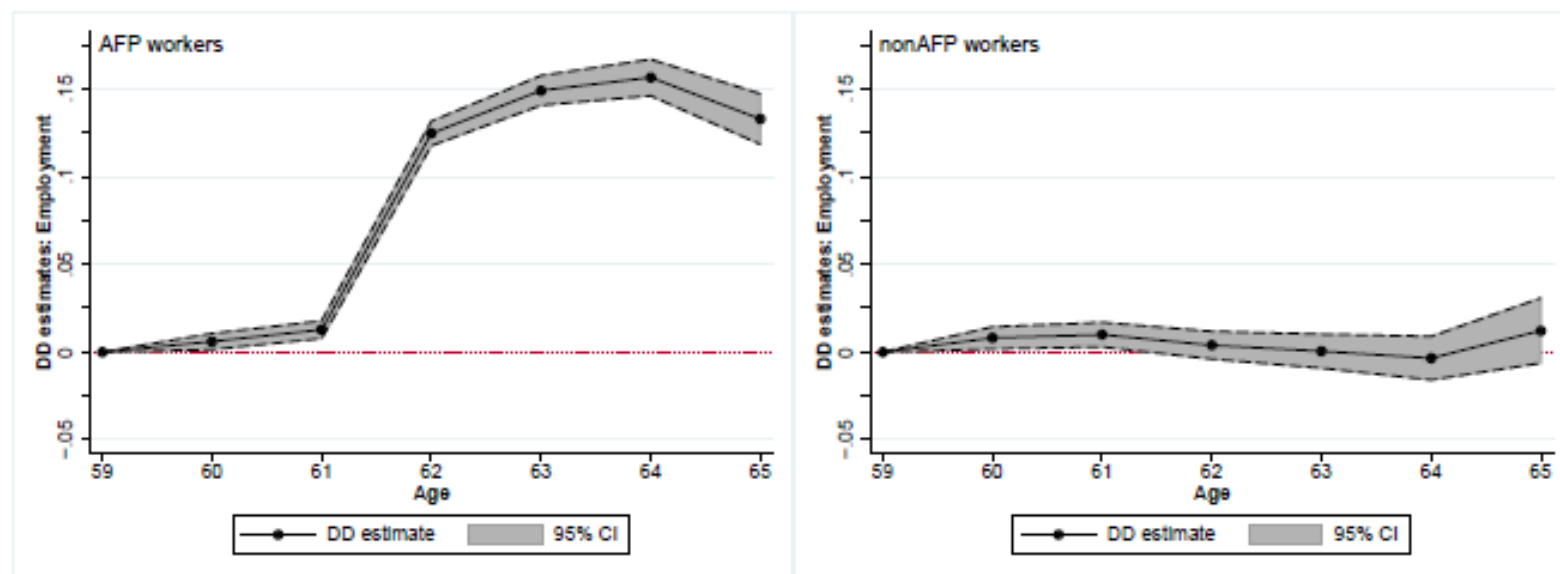 AFP workers
DD estimates: Employment
.15
.1
.05
0
-.05
59 60 61 62 63 64 65
Age
DD estimate 95% CI
nonAFP workers
DD estimates: Employment
.15
.1
.05
0
-.05
59 60 61 62 63 64 65
Age
DD estimate 95% CI